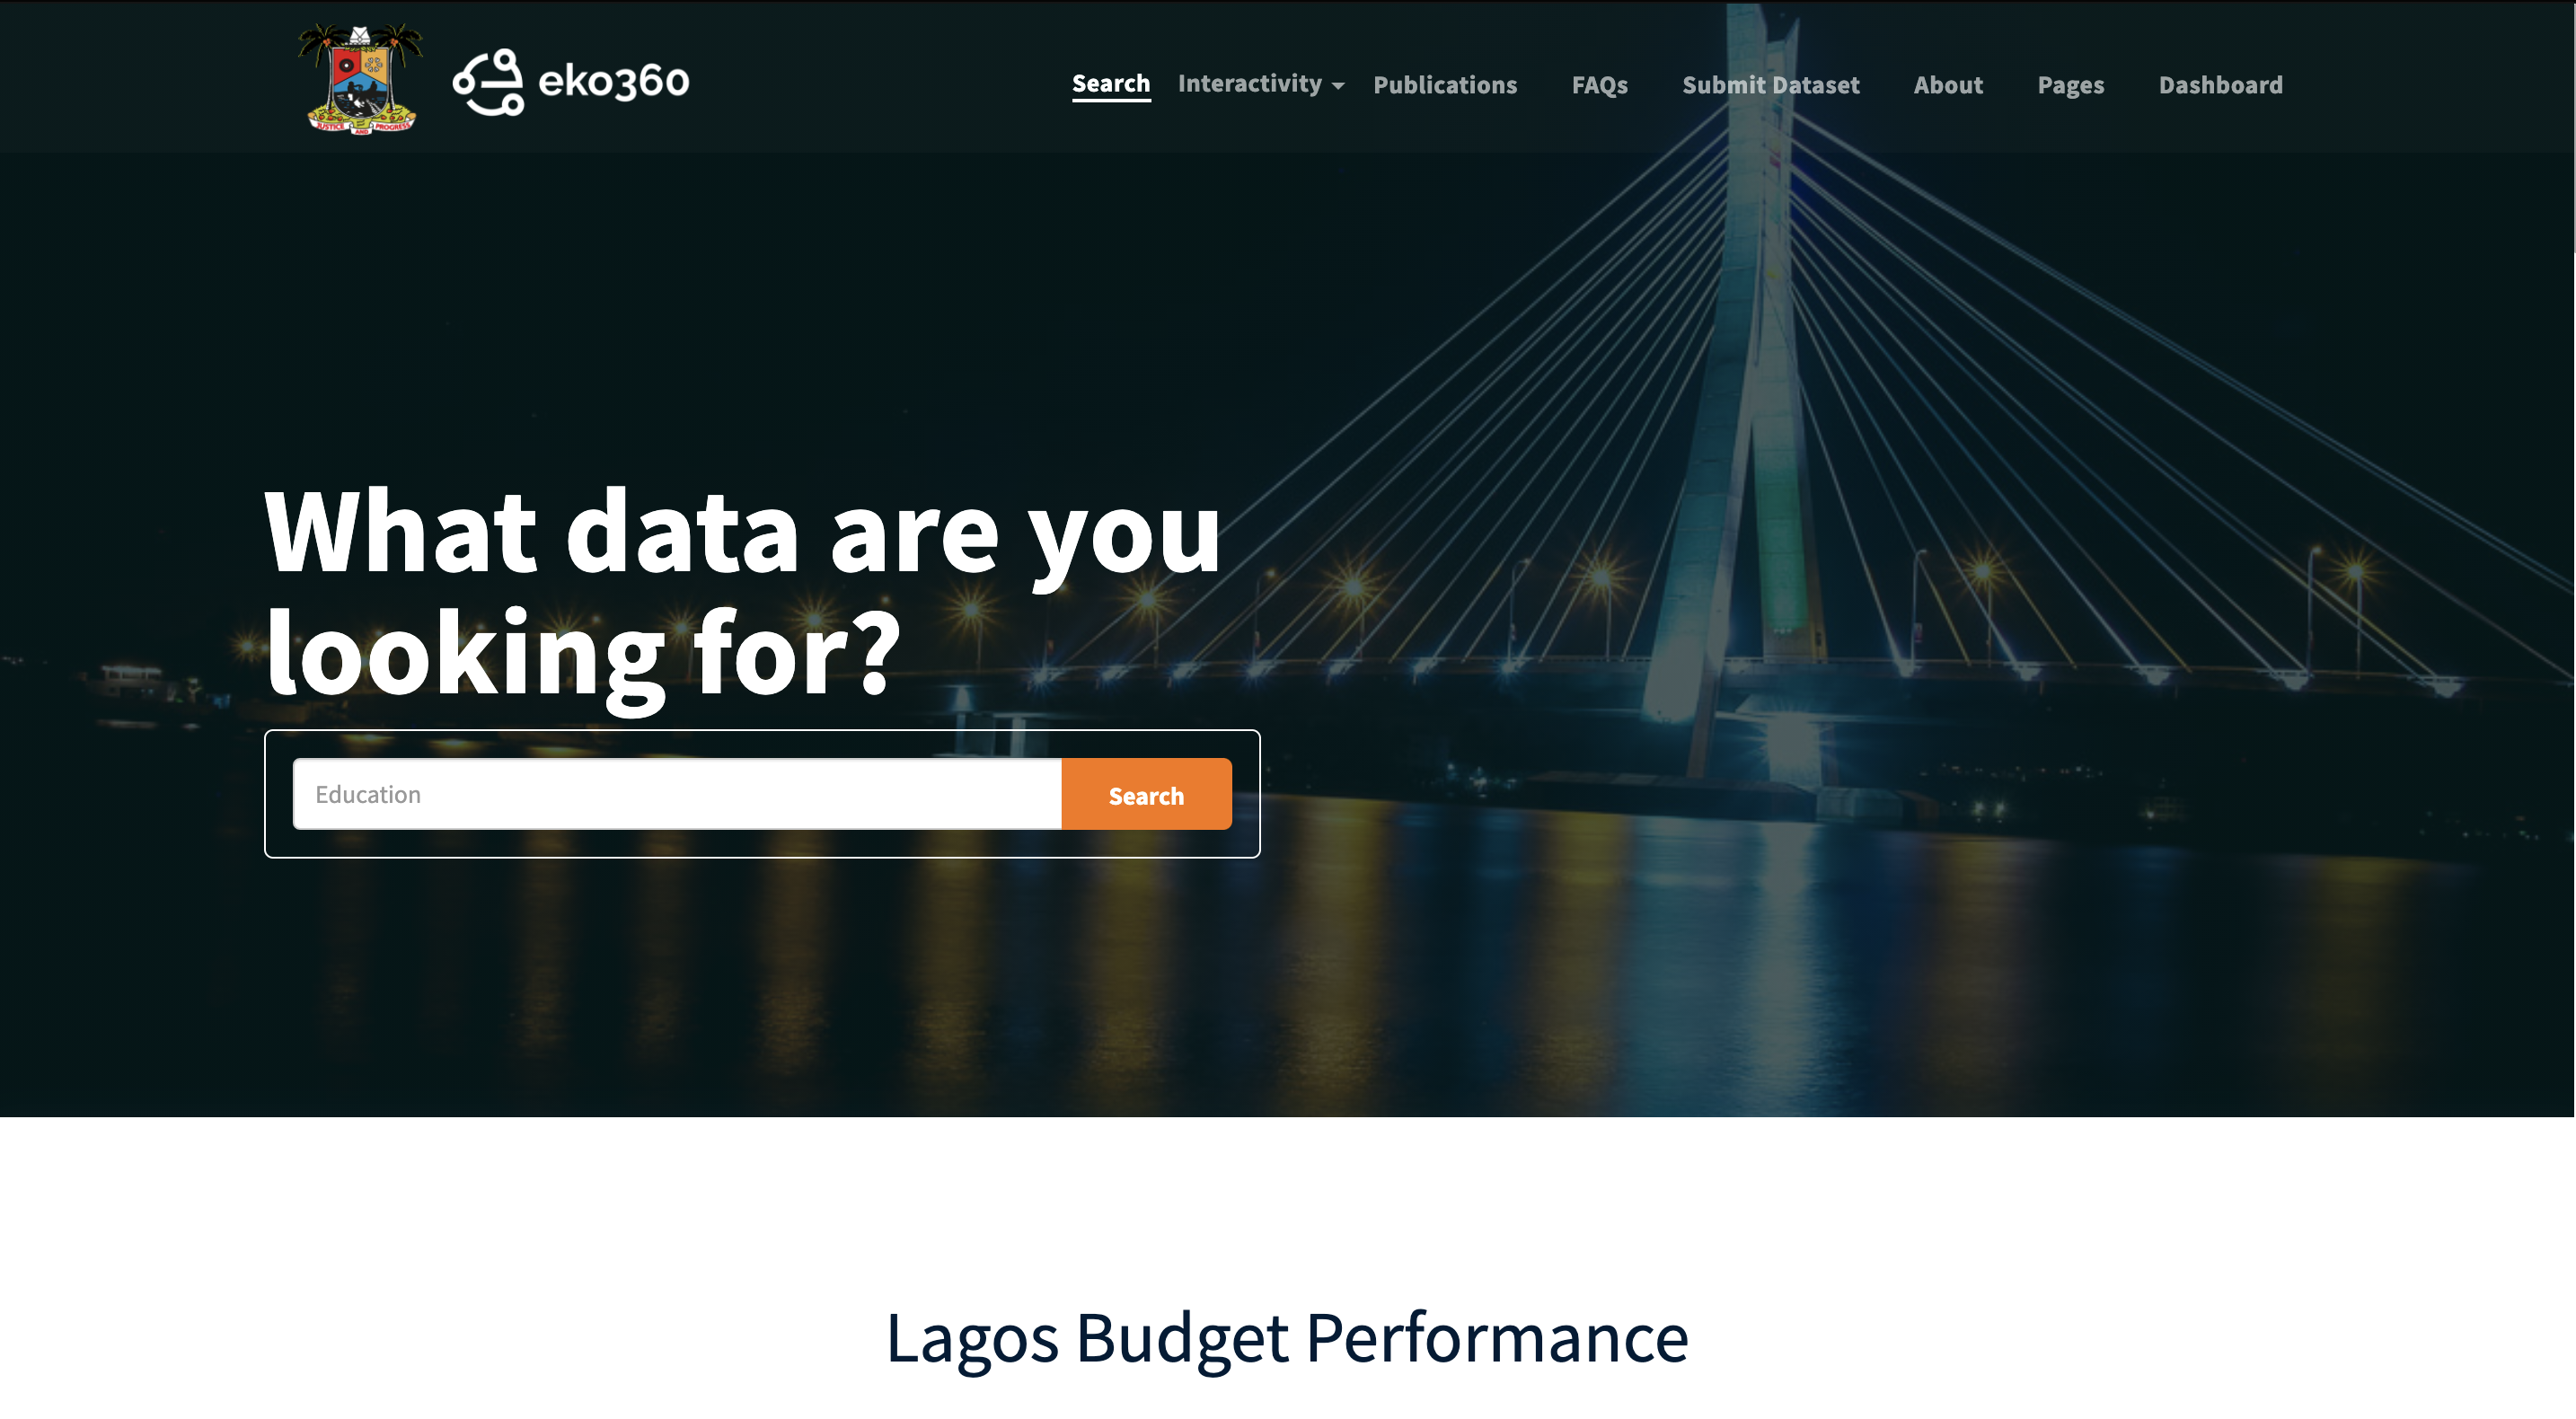 JUSTICE AND PROGRESS
eko360
Search
Interactivity
Publications
FAQs
Submit Dataset
About
Pages
Dashboard
What data are you
looking for?
Education
Search
Lagos Budget Performance